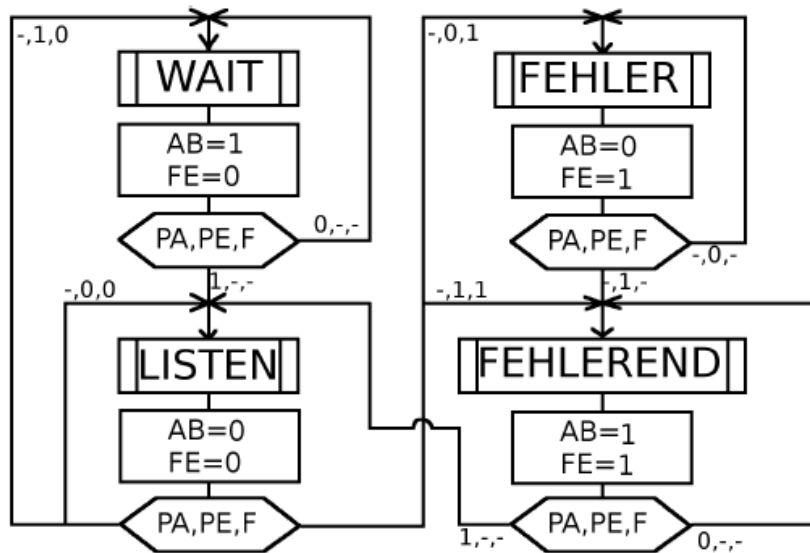 -,1,0
WAIT
AB=1
FE=0
PA,PE,F
0,-,-
1,-,-
-,0,0
LISTEN
AB=0
FE=0
PA,PE,F
-,0,1
FEHLER
AB=0
FE=1
PA,PE,F
-,0,-
-,1,-
-,1,1
FEHLEREND
AB=1
FE=1
PA,PE,F
1,-,-
0,-,-